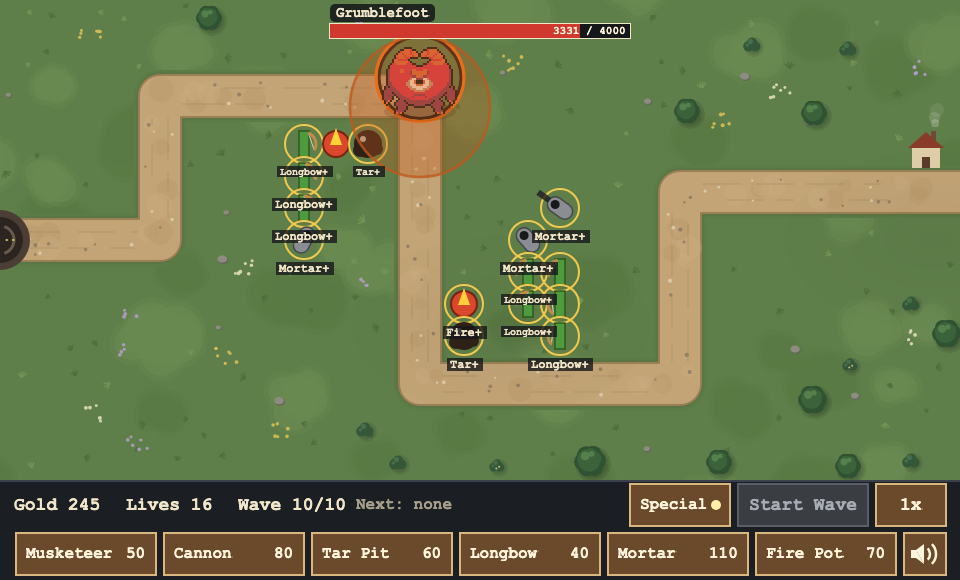 Grumblefoot
3331 / 4000
Longbow+
Tar+
Longbow+
Longbow+
Mortar+
Mortar+
Mortar+
Longbow+
Fire+
Longbow+
Tar+
Longbow+
Gold 245 Lives 16 Wave 10/10 Next: none
Special
Start Wave
1x
Musketeer 50
Cannon 80
Tar Pit 60
Longbow 40
Mortar 110
Fire Pot 70